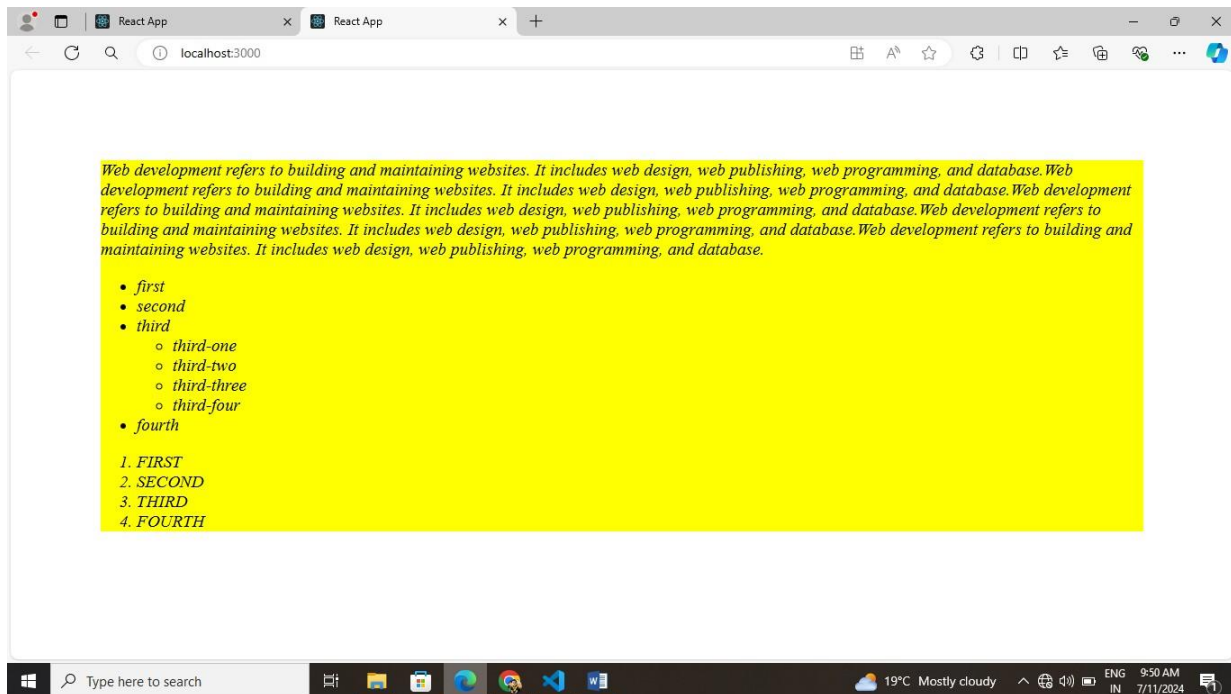 React App
React App
localhost:3000
Web development refers to building and maintaining websites. It includes web design, web publishing, web programming, and database.Web
development refers to building and maintaining websites. It includes web design, web publishing, web programming, and database.Web development
refers to building and maintaining websites. It includes web design, web publishing, web programming, and database.Web development refers to
building and maintaining websites. It includes web design, web publishing, web programming, and database.Web development refers to building and
maintaining websites. It includes web design, web publishing, web programming, and database.
• first
• second
• third
◦ third-one
◦ third-two
◦ third-three
◦ third-four
• fourth
1. FIRST
2. SECOND
3. THIRD
4. FOURTH
Type here to search
19°C Mostly cloudy
ENG
IN
9:50 AM
7/11/2024